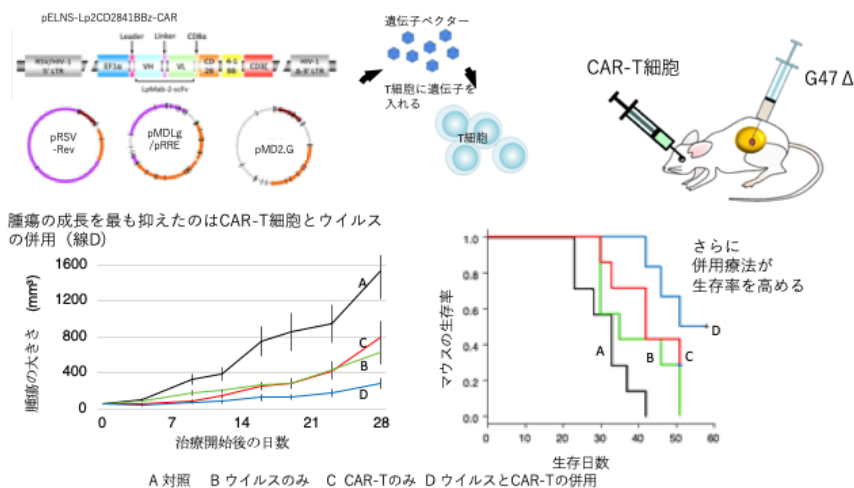 pELNS-Lp2CD2841BBz-CAR
Leader
Linker
CD8α
RSV/HIV-1
5' LTR
EF1α
VH
VL
CD
28
4-1
BB
CD3ζ
HIV-1
Δ-3' LTR
LpMab-2-scFv
pRSV
-Rev
pMDLg
/pRRE
pMD2.G
遺伝子ベクター
T細胞に遺伝子を
入れる
T細胞
CAR-T細胞
G47Δ
腫瘍の成長を最も抑えたのはCAR-T細胞とウイルス
の併用（線D）
腫瘍の大きさ (mm³)
1600
1200
800
400
0
0
7
14
21
28
A
C
B
D
治療開始後の日数
さらに
併用療法が
生存率を高める
マウスの生存率
1.0
0.8
0.6
0.4
0.2
0.0
0
10
20
30
40
50
60
A
B
C
D
生存日数
A 対照 B ウイルスのみ C CAR-Tのみ D ウイルスとCAR-Tの併用